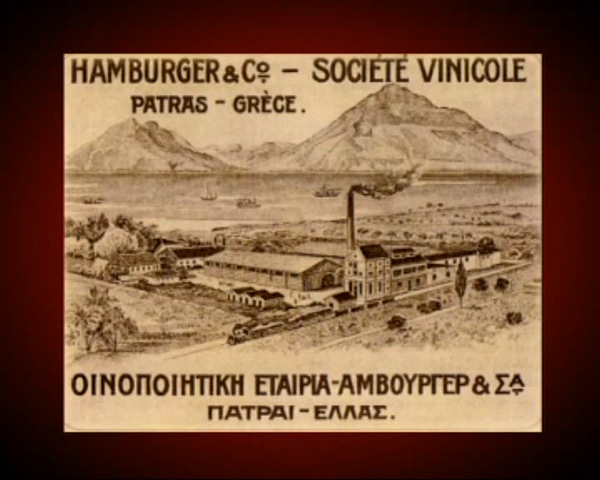 HAMBURGER & Cº – SOCIÉTÉ VINICOLE
PATRAS – GRÈCE.
ΟΙΝΟΠΟΙΗΤΙΚΗ ΕΤΑΙΡΙΑ-ΑΜΒΟΥΡΓΕΡ & ΣΑ
ΠΑΤΡΑΙ – ΕΛΛΑΣ.